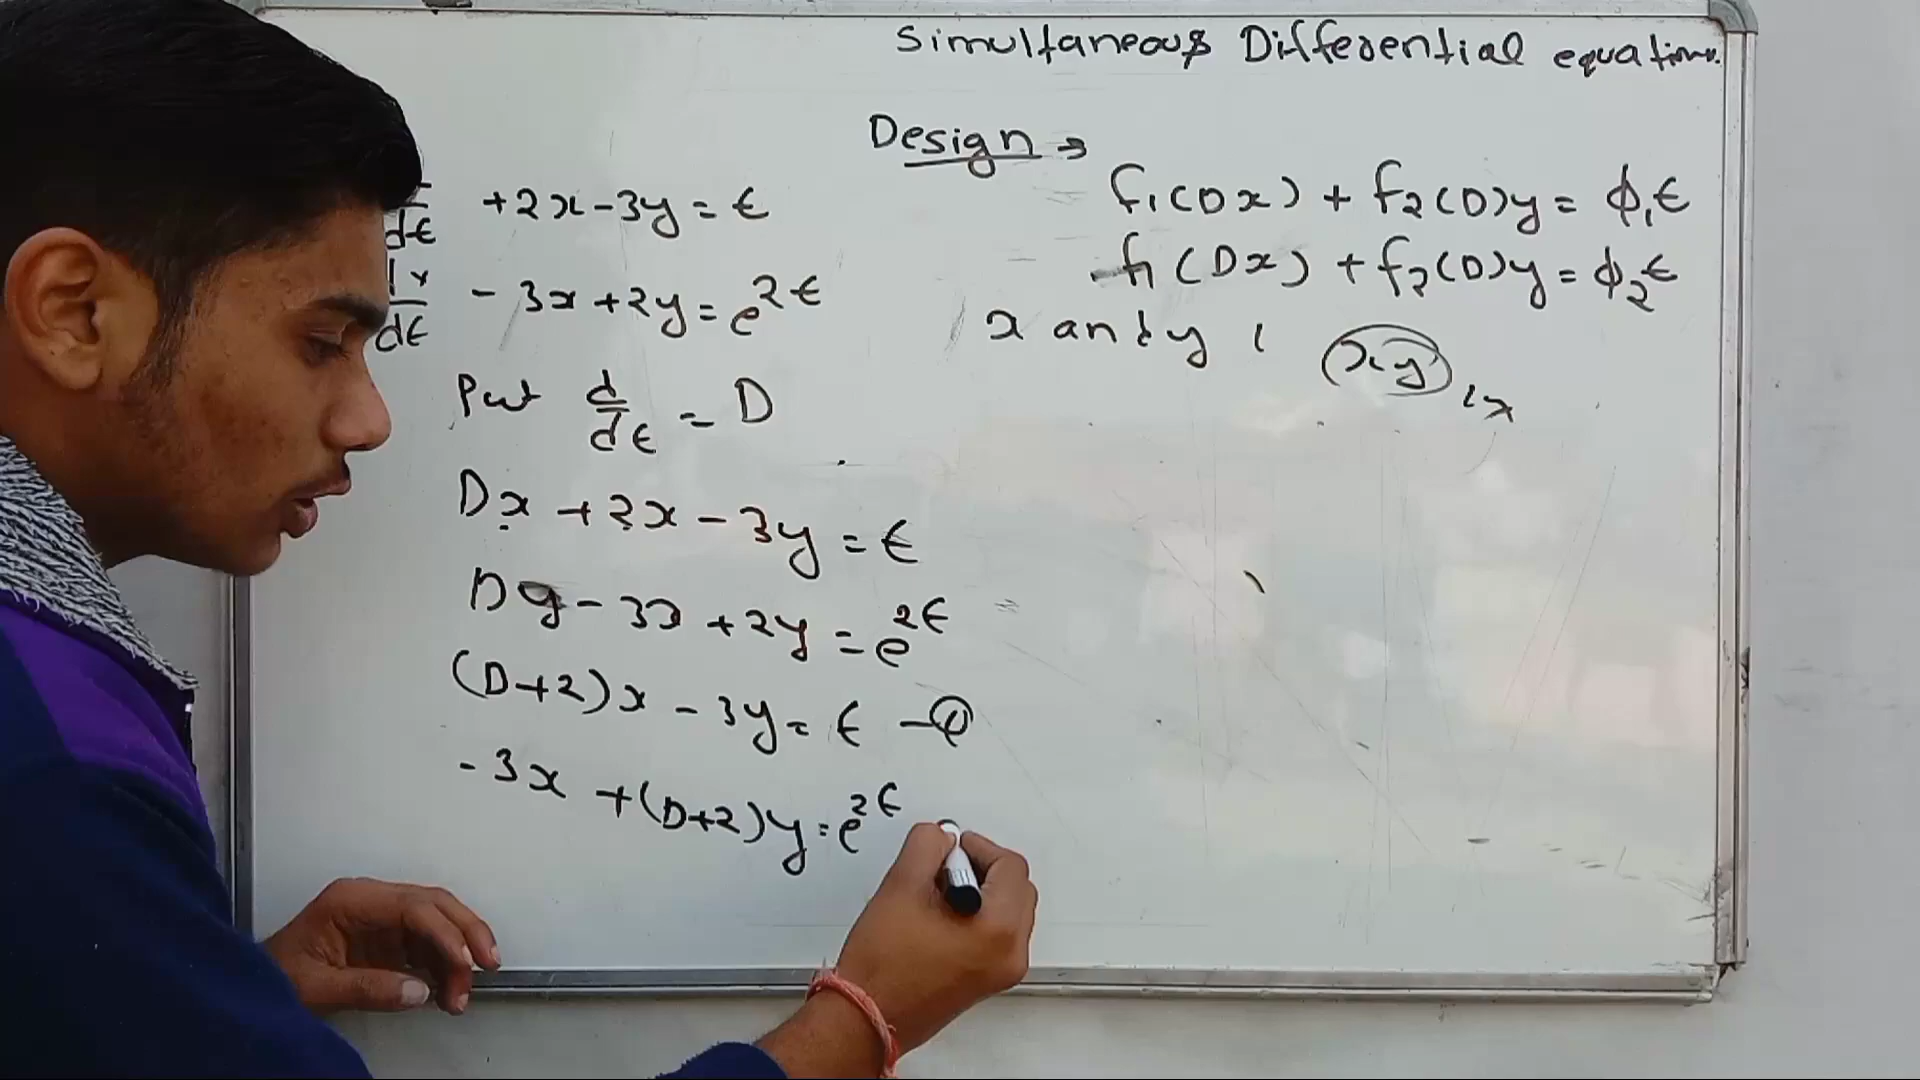 Simultaneous Differential equations.
Design →
f₁(Dx) + f₂(D)y = ϕ₁t
f₁(Dx) + f₂(D)y = ϕ₂t
x and y
(x, y)
dt +2x - 3y = t
dt - 3x + 2y = e^2t
Put d/dt = D
Dx + 2x - 3y = t
Dy - 3x + 2y = e^2t
(D+2)x - 3y = t - ①
- 3x + (D+2)y = e^2t